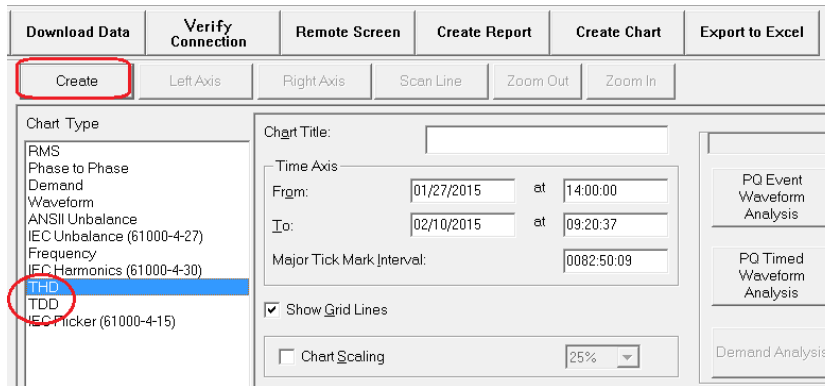 Download Data Verify Connection Remote Screen Create Report Create Chart Export to Excel
Create Left Axis Right Axis Scan Line Zoom Out Zoom In
Chart Type
RMS
Phase to Phase
Demand
Waveform
ANSII Unbalance
IEC Unbalance (61000-4-27)
Frequency
IEC Harmonics (61000-4-30)
THD
TDD
IEC Flicker (61000-4-15)
Chart Title:
Time Axis
From: 01/27/2015 at 14:00:00
To: 02/10/2015 at 09:20:37
Major Tick Mark Interval: 0082:50:09
Show Grid Lines
Chart Scaling 25%
PQ Event
Waveform
Analysis
PQ Timed
Waveform
Analysis
Demand Analysis